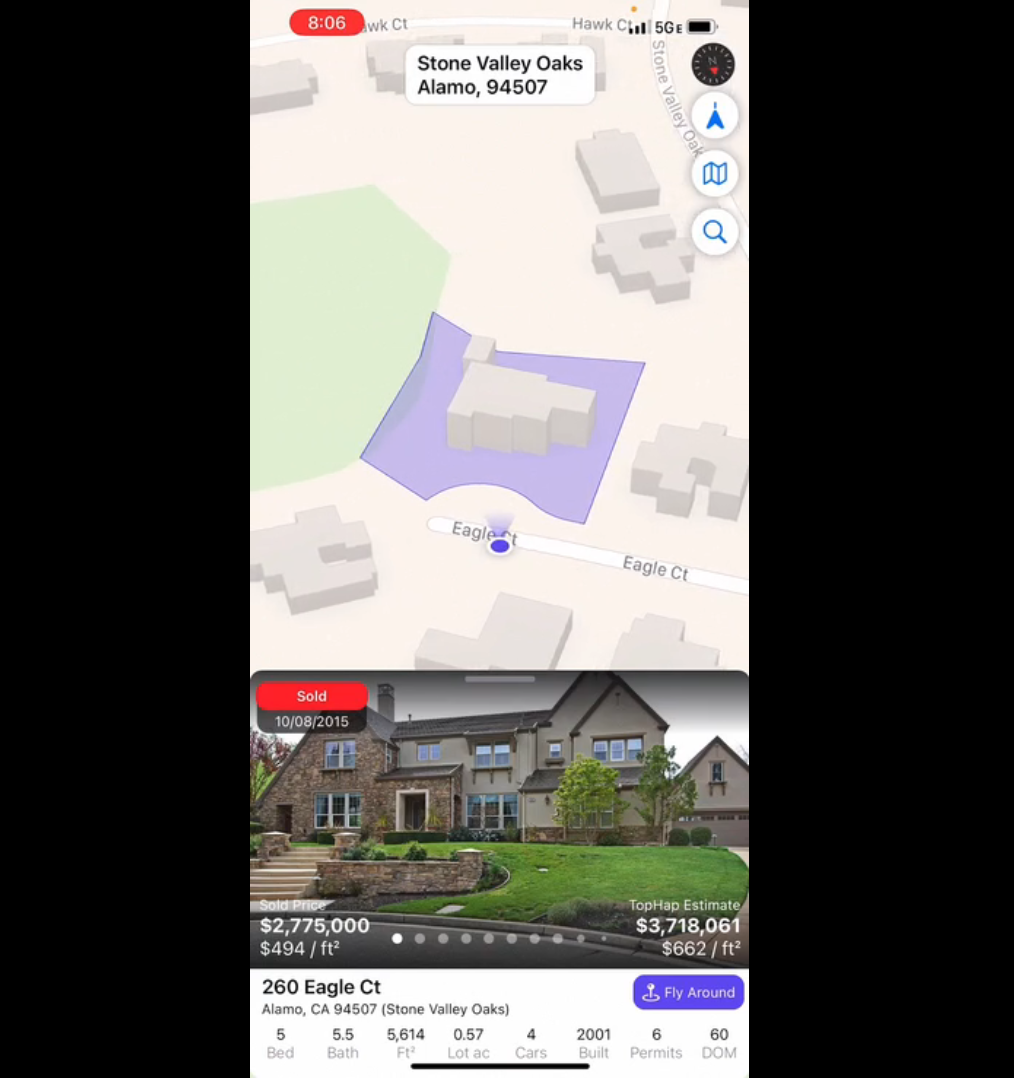 8:06
wk Ct
Hawk Ct
5GE
Stone Valley Oaks
Alamo, 94507
N
Stone Valley Oak
Eagle Ct
Eagle Ct
Sold
10/08/2015
Sold Price
TopHap Estimate
$2,775,000
$3,718,061
$494 / ft²
$662 / ft²
260 Eagle Ct
Fly Around
Alamo, CA 94507 (Stone Valley Oaks)
5 5.5 5,614 0.57 4 2001 6 60
Bed Bath Ft² Lot ac Cars Built Permits DOM